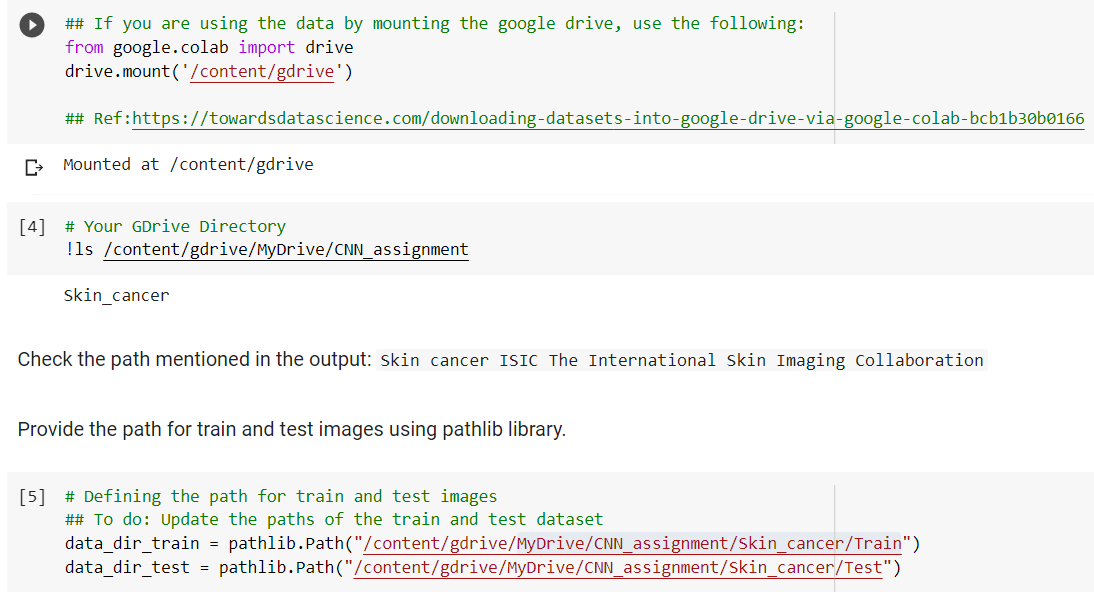 ## If you are using the data by mounting the google drive, use the following:
from google.colab import drive
drive.mount('/content/gdrive')
## Ref:https://towardsdatascience.com/downloading-datasets-into-google-drive-via-google-colab-bcb1b30b0166
Mounted at /content/gdrive
[4] # Your GDrive Directory
!ls /content/gdrive/MyDrive/CNN_assignment
Skin_cancer
Check the path mentioned in the output: Skin cancer ISIC The International Skin Imaging Collaboration
Provide the path for train and test images using pathlib library.
[5] # Defining the path for train and test images
## To do: Update the paths of the train and test dataset
data_dir_train = pathlib.Path("/content/gdrive/MyDrive/CNN_assignment/Skin_cancer/Train")
data_dir_test = pathlib.Path("/content/gdrive/MyDrive/CNN_assignment/Skin_cancer/Test")